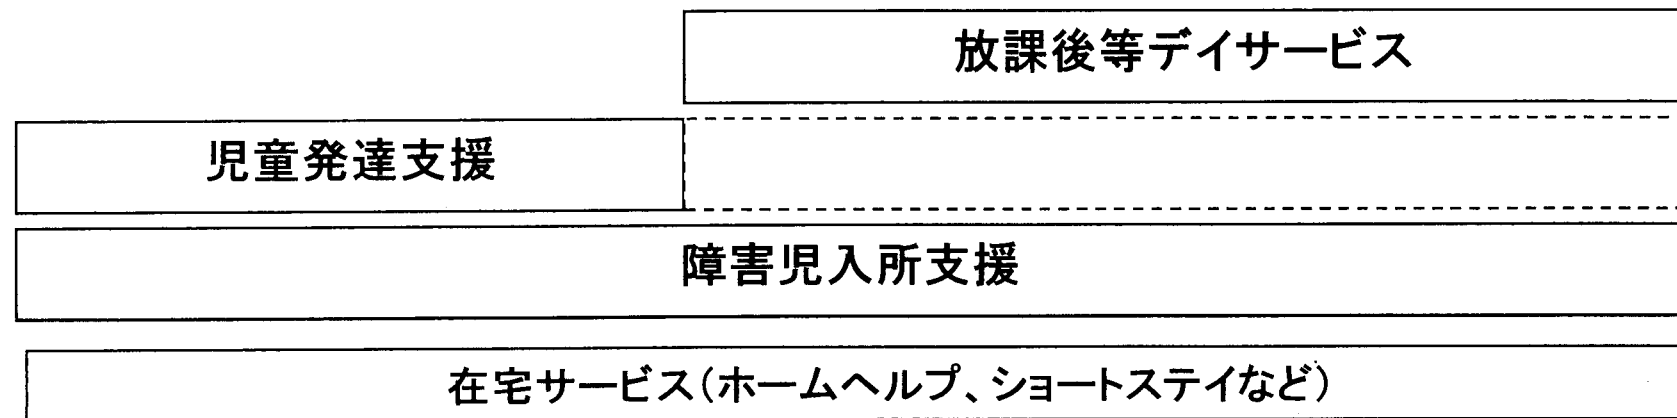 放課後等デイサービス
児童発達支援
障害児入所支援
在宅サービス(ホームヘルプ、ショートステイなど)